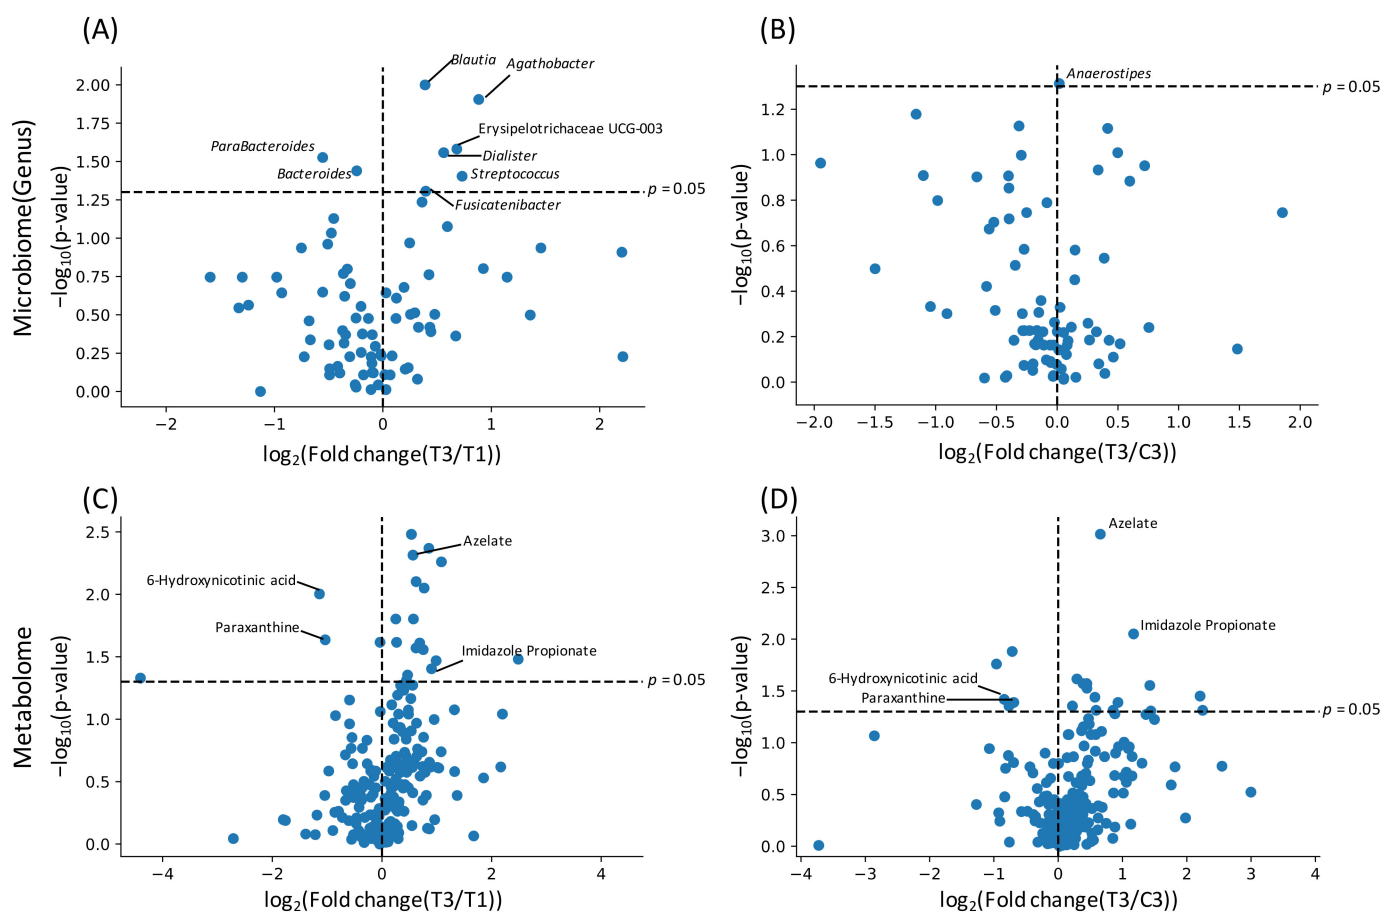 (A)
Blautia
Agathobacter
Erysipelotrichaceae UCG-003
ParaBacteroides
Dialister
Bacteroides
Streptococcus
p = 0.05
Fusicatenibacter
2.00
1.75
1.50
1.25
1.00
0.75
0.50
0.25
0.00
Microbiome(Genus)
−log10(p-value)
−2
−1
0
1
2
log2(Fold change(T3/T1))
(B)
Anaerostipes
p = 0.05
1.2
1.0
0.8
0.6
0.4
0.2
0.0
−log10(p-value)
−2.0
−1.5
−1.0
−0.5
0.0
0.5
1.0
1.5
2.0
log2(Fold change(T3/C3))
(C)
Azelate
6-Hydroxynicotinic acid
Paraxanthine
Imidazole Propionate
p = 0.05
2.5
2.0
1.5
1.0
0.5
0.0
Metabolome
−log10(p-value)
−4
−2
0
2
4
log2(Fold change(T3/T1))
(D)
Azelate
Imidazole Propionate
6-Hydroxynicotinic acid
Paraxanthine
p = 0.05
3.0
2.5
2.0
1.5
1.0
0.5
0.0
−log10(p-value)
−4
−3
−2
−1
0
1
2
3
4
log2(Fold change(T3/C3))